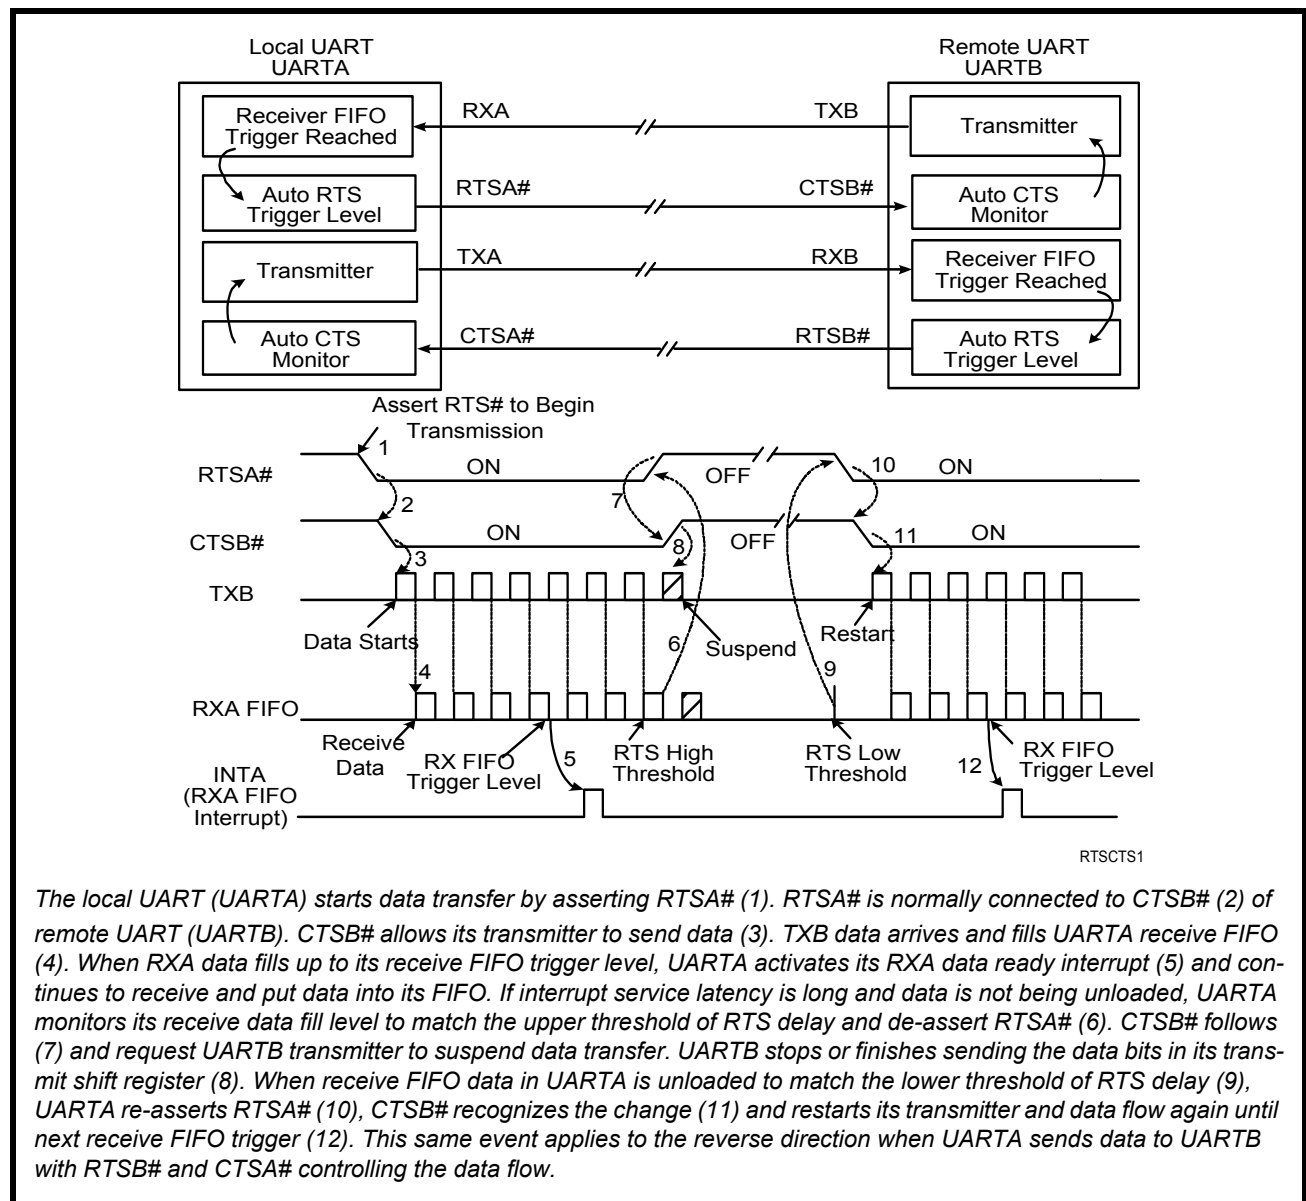 Local UART
UARTA
Remote UART
UARTB
Receiver FIFO
Trigger Reached
RXA
TXB
Transmitter
Auto RTS
Trigger Level
RTSA#
CTSB#
Auto CTS
Monitor
Transmitter
TXA
RXB
Receiver FIFO
Trigger Reached
Auto CTS
Monitor
CTSA#
RTSB#
Auto RTS
Trigger Level
Assert RTS# to Begin
Transmission
1
RTSA#
ON
OFF
10
ON
2
7
CTSB#
ON
8
OFF
11
ON
3
TXB
Data Starts
6
Suspend
Restart
4
9
RXA FIFO
Receive
Data
RX FIFO
Trigger Level
5
RTS High
Threshold
RTS Low
Threshold
12
RX FIFO
Trigger Level
INTA
(RXA FIFO
Interrupt)
RTSCTS1
The local UART (UARTA) starts data transfer by asserting RTSA# (1). RTSA# is normally connected to CTSB# (2) of
remote UART (UARTB). CTSB# allows its transmitter to send data (3). TXB data arrives and fills UARTA receive FIFO
(4). When RXA data fills up to its receive FIFO trigger level, UARTA activates its RXA data ready interrupt (5) and con-
tinues to receive and put data into its FIFO. If interrupt service latency is long and data is not being unloaded, UARTA
monitors its receive data fill level to match the upper threshold of RTS delay and de-assert RTSA# (6). CTSB# follows
(7) and request UARTB transmitter to suspend data transfer. UARTB stops or finishes sending the data bits in its trans-
mit shift register (8). When receive FIFO data in UARTA is unloaded to match the lower threshold of RTS delay (9),
UARTA re-asserts RTSA# (10), CTSB# recognizes the change (11) and restarts its transmitter and data flow again until
next receive FIFO trigger (12). This same event applies to the reverse direction when UARTA sends data to UARTB
with RTSB# and CTSA# controlling the data flow.